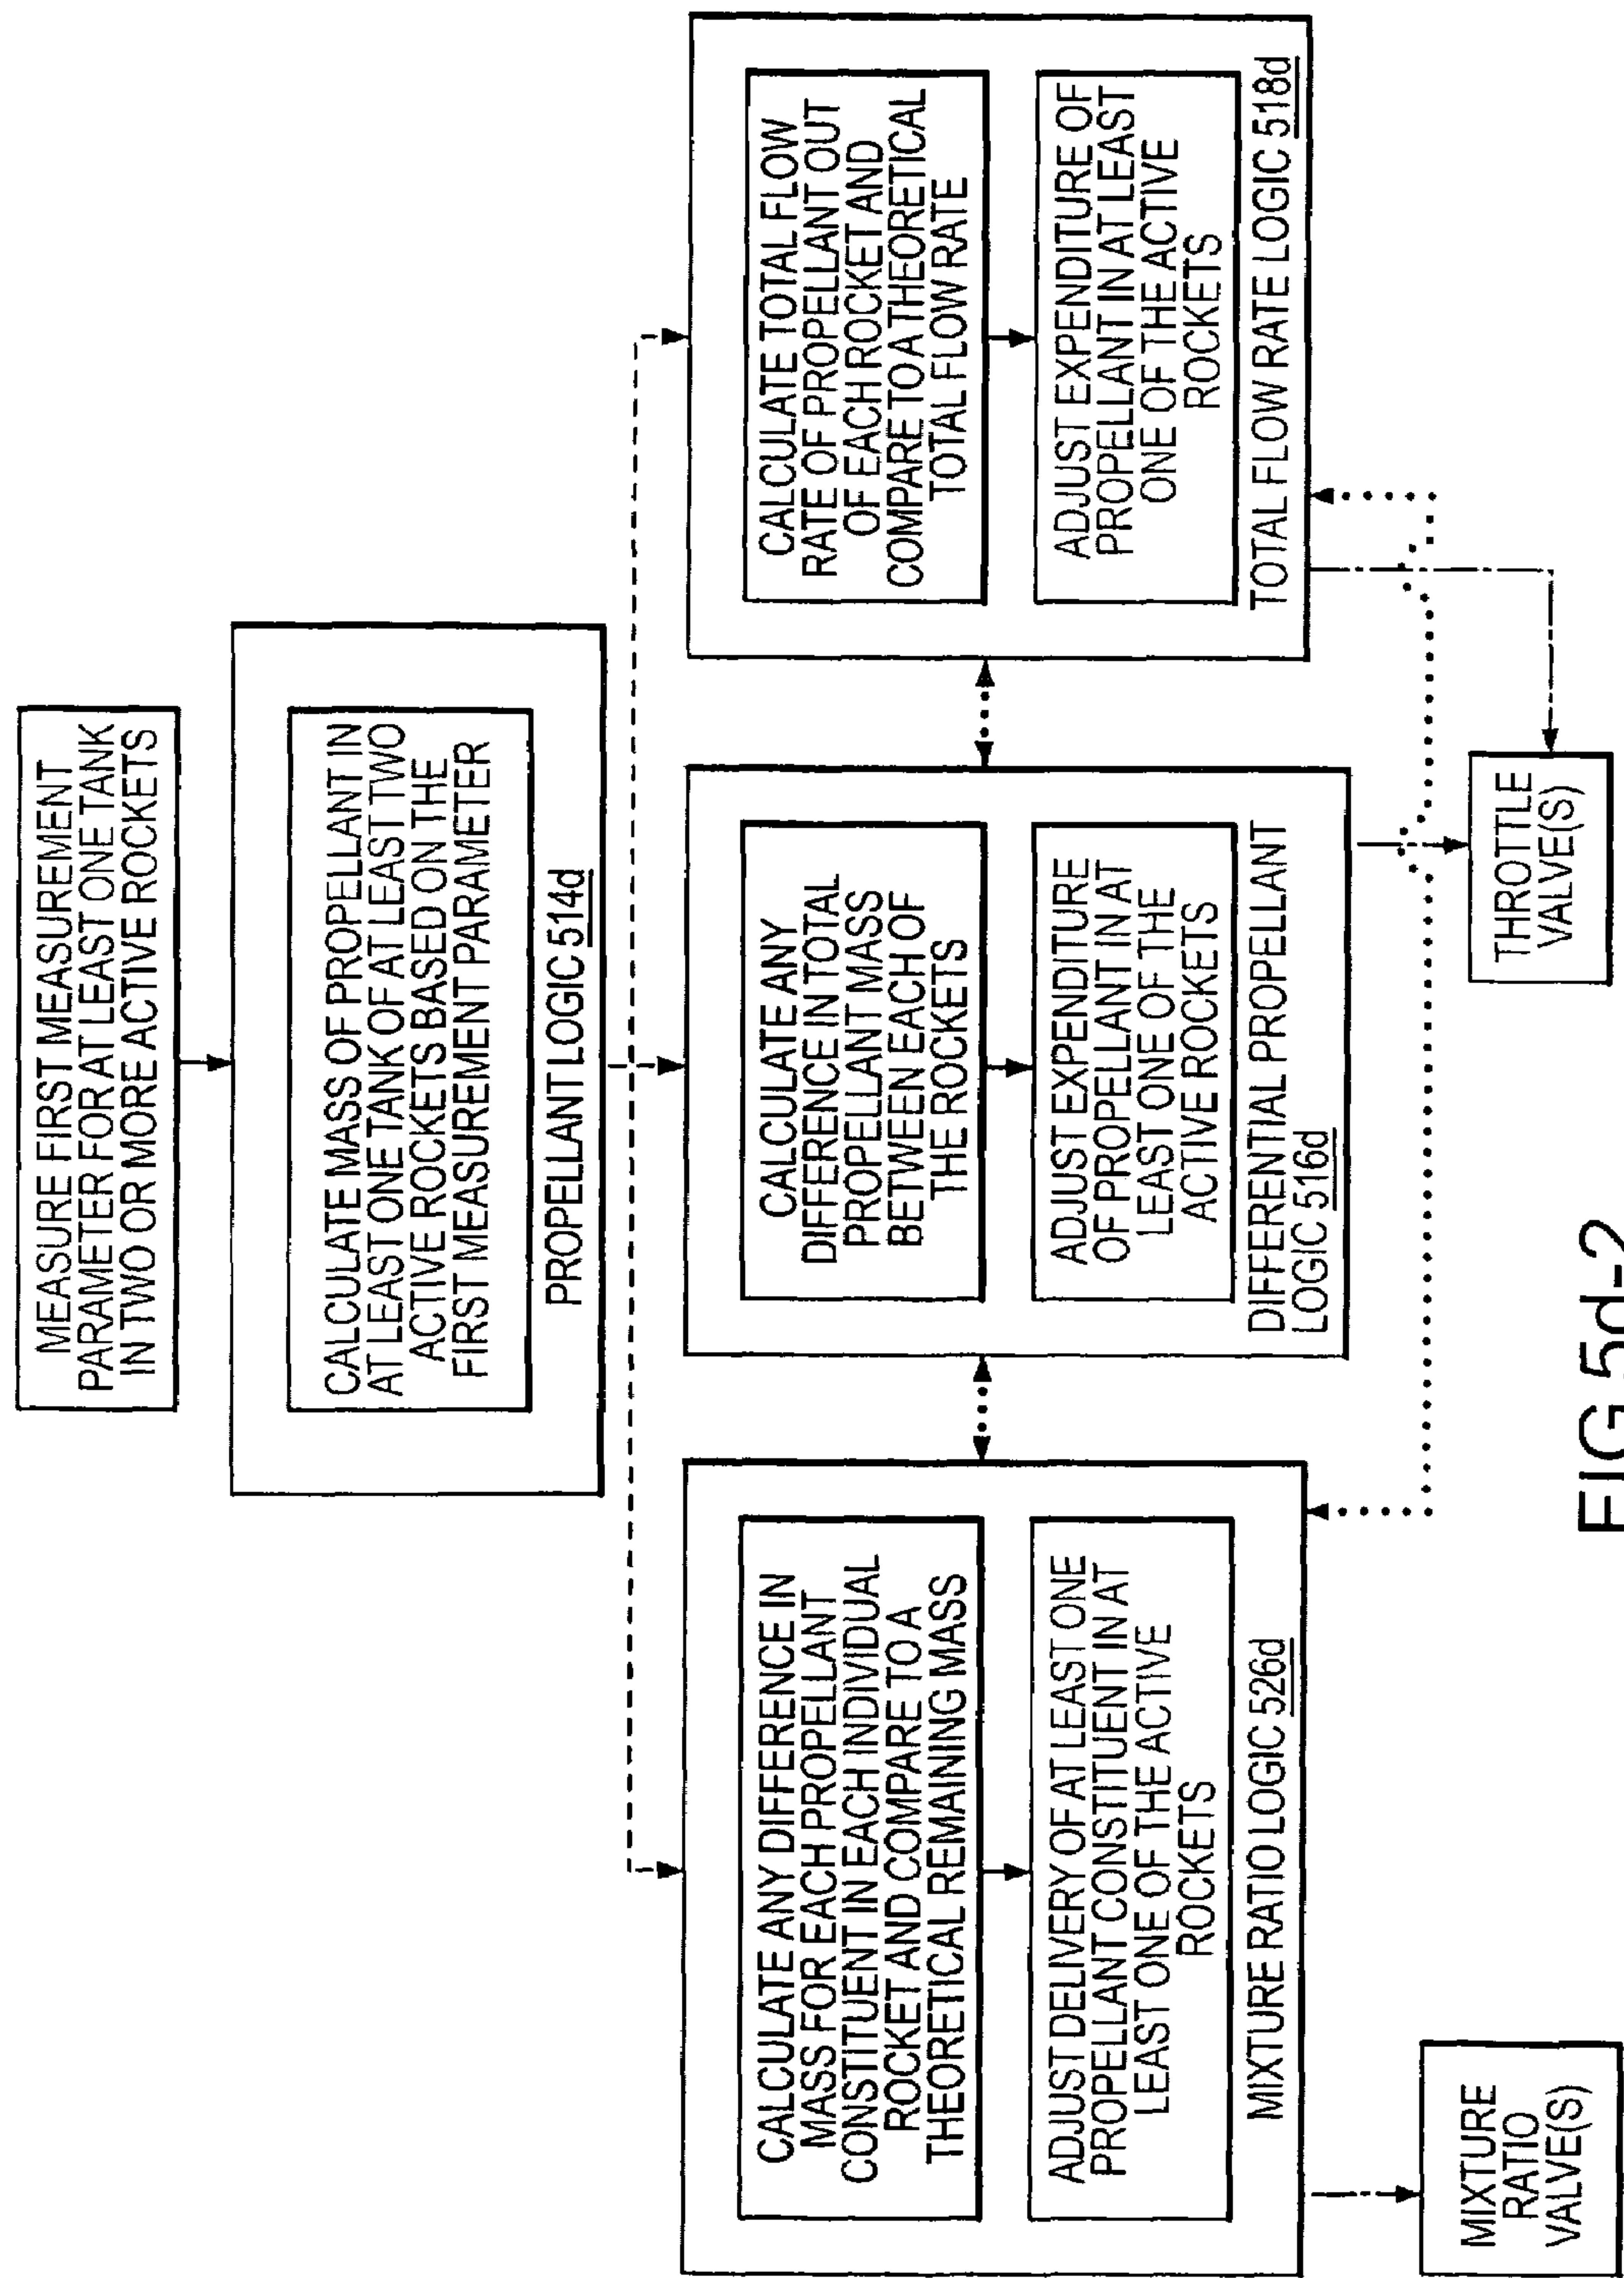 MEASURE FIRST MEASUREMENT
PARAMETER FOR AT LEAST ONE TANK
IN TWO OR MORE ACTIVE ROCKETS
CALCULATE MASS OF PROPELLANT IN
AT LEAST ONE TANK OF AT LEAST TWO
ACTIVE ROCKETS BASED ON THE
FIRST MEASUREMENT PARAMETER
PROPELLANT LOGIC 514d
CALCULATE ANY DIFFERENCE IN
MASS FOR EACH PROPELLANT
CONSTITUENT IN EACH INDIVIDUAL
ROCKET AND COMPARE TO A
THEORETICAL REMAINING MASS
ADJUST DELIVERY OF AT LEAST ONE
PROPELLANT CONSTITUENT IN AT
LEAST ONE OF THE ACTIVE
ROCKETS
MIXTURE RATIO LOGIC 526d
CALCULATE ANY
DIFFERENCE IN TOTAL
PROPELLANT MASS
BETWEEN EACH OF
THE ROCKETS
ADJUST EXPENDITURE
OF PROPELLANT IN AT
LEAST ONE OF THE
ACTIVE ROCKETS
DIFFERENTIAL PROPELLANT
LOGIC 516d
CALCULATE TOTAL FLOW
RATE OF PROPELLANT OUT
OF EACH ROCKET AND
COMPARE TO A THEORETICAL
TOTAL FLOW RATE
ADJUST EXPENDITURE OF
PROPELLANT IN AT LEAST
ONE OF THE ACTIVE
ROCKETS
TOTAL FLOW RATE LOGIC 518d
MIXTURE
RATIO
VALVE(S)
THROTTLE
VALVE(S)
FIG.5d-2